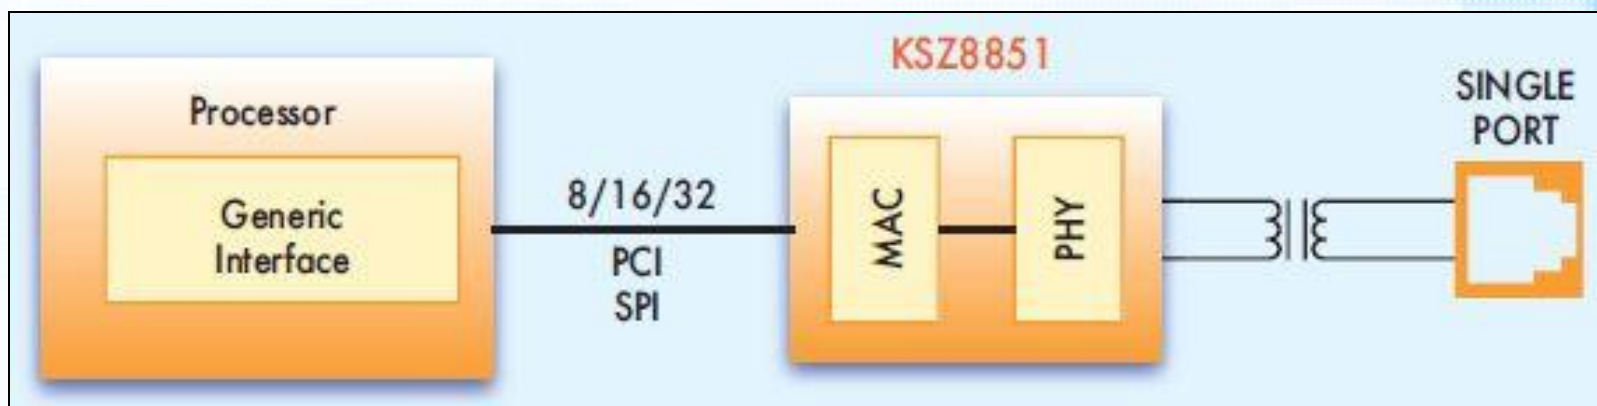 Processor
Generic
Interface
8/16/32
PCI
SPI
KSZ8851
MAC
PHY
SINGLE
PORT